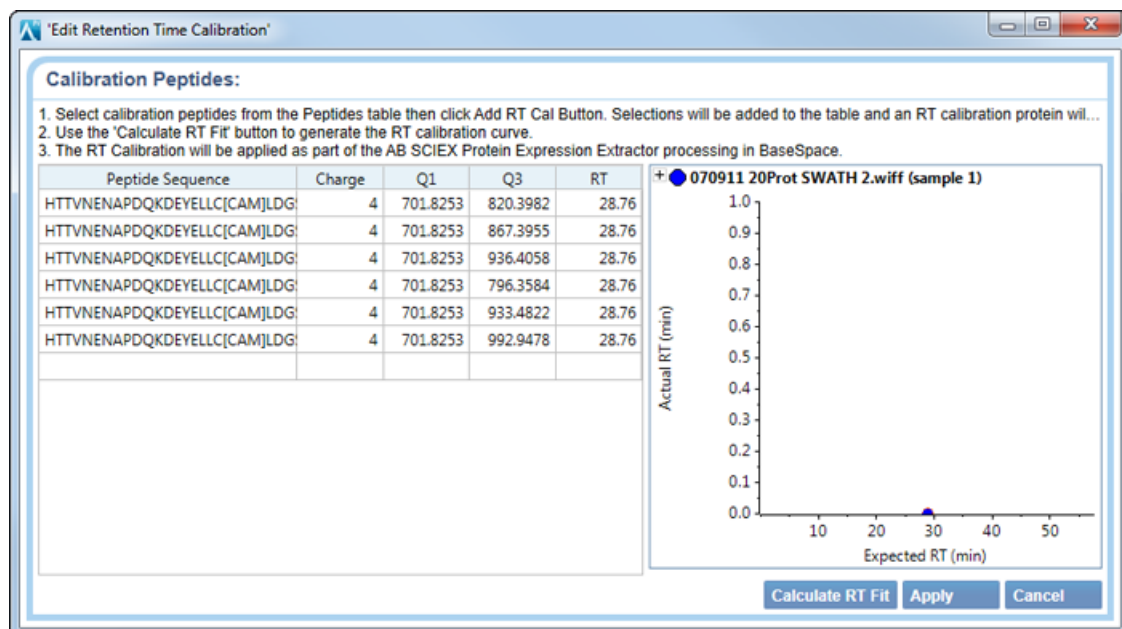 'Edit Retention Time Calibration'
Calibration Peptides:
1. Select calibration peptides from the Peptides table then click Add RT Cal Button. Selections will be added to the table and an RT calibration protein wil...
2. Use the 'Calculate RT Fit' button to generate the RT calibration curve.
3. The RT Calibration will be applied as part of the AB SCIEX Protein Expression Extractor processing in BaseSpace.
Peptide Sequence Charge Q1 Q3 RT
HTTVNENAPDQKDEYELLC[CAM]LDG 4 701.8253 820.3982 28.76
HTTVNENAPDQKDEYELLC[CAM]LDG 4 701.8253 867.3955 28.76
HTTVNENAPDQKDEYELLC[CAM]LDG 4 701.8253 936.4058 28.76
HTTVNENAPDQKDEYELLC[CAM]LDG 4 701.8253 796.3584 28.76
HTTVNENAPDQKDEYELLC[CAM]LDG 4 701.8253 933.4822 28.76
HTTVNENAPDQKDEYELLC[CAM]LDG 4 701.8253 992.9478 28.76
070911 20Prot SWATH 2.wiff (sample 1)
1.0
0.9
0.8
0.7
0.6
0.5
0.4
0.3
0.2
0.1
0.0
Actual RT (min)
10 20 30 40 50
Expected RT (min)
Calculate RT Fit Apply Cancel